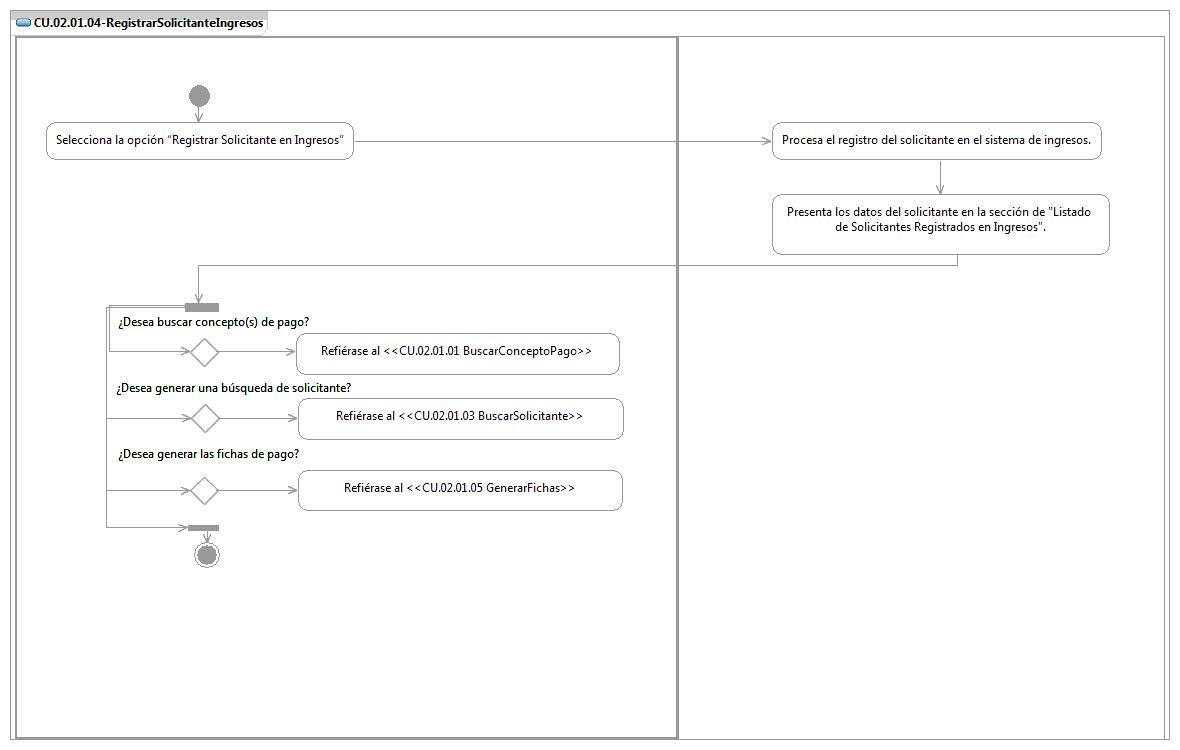 CU.02.01.04-RegistrarSolicitanteIngresos
Selecciona la opción “Registrar Solicitante en Ingresos”
Procesa el registro del solicitante en el sistema de ingresos.
Presenta los datos del solicitante en la sección de "Listado
de Solicitantes Registrados en Ingresos".
¿Desea buscar concepto(s) de pago?
Refiérase al <<CU.02.01.01 BuscarConceptoPago>>
¿Desea generar una búsqueda de solicitante?
Refiérase al <<CU.02.01.03 BuscarSolicitante>>
¿Desea generar las fichas de pago?
Refiérase al <<CU.02.01.05 GenerarFichas>>